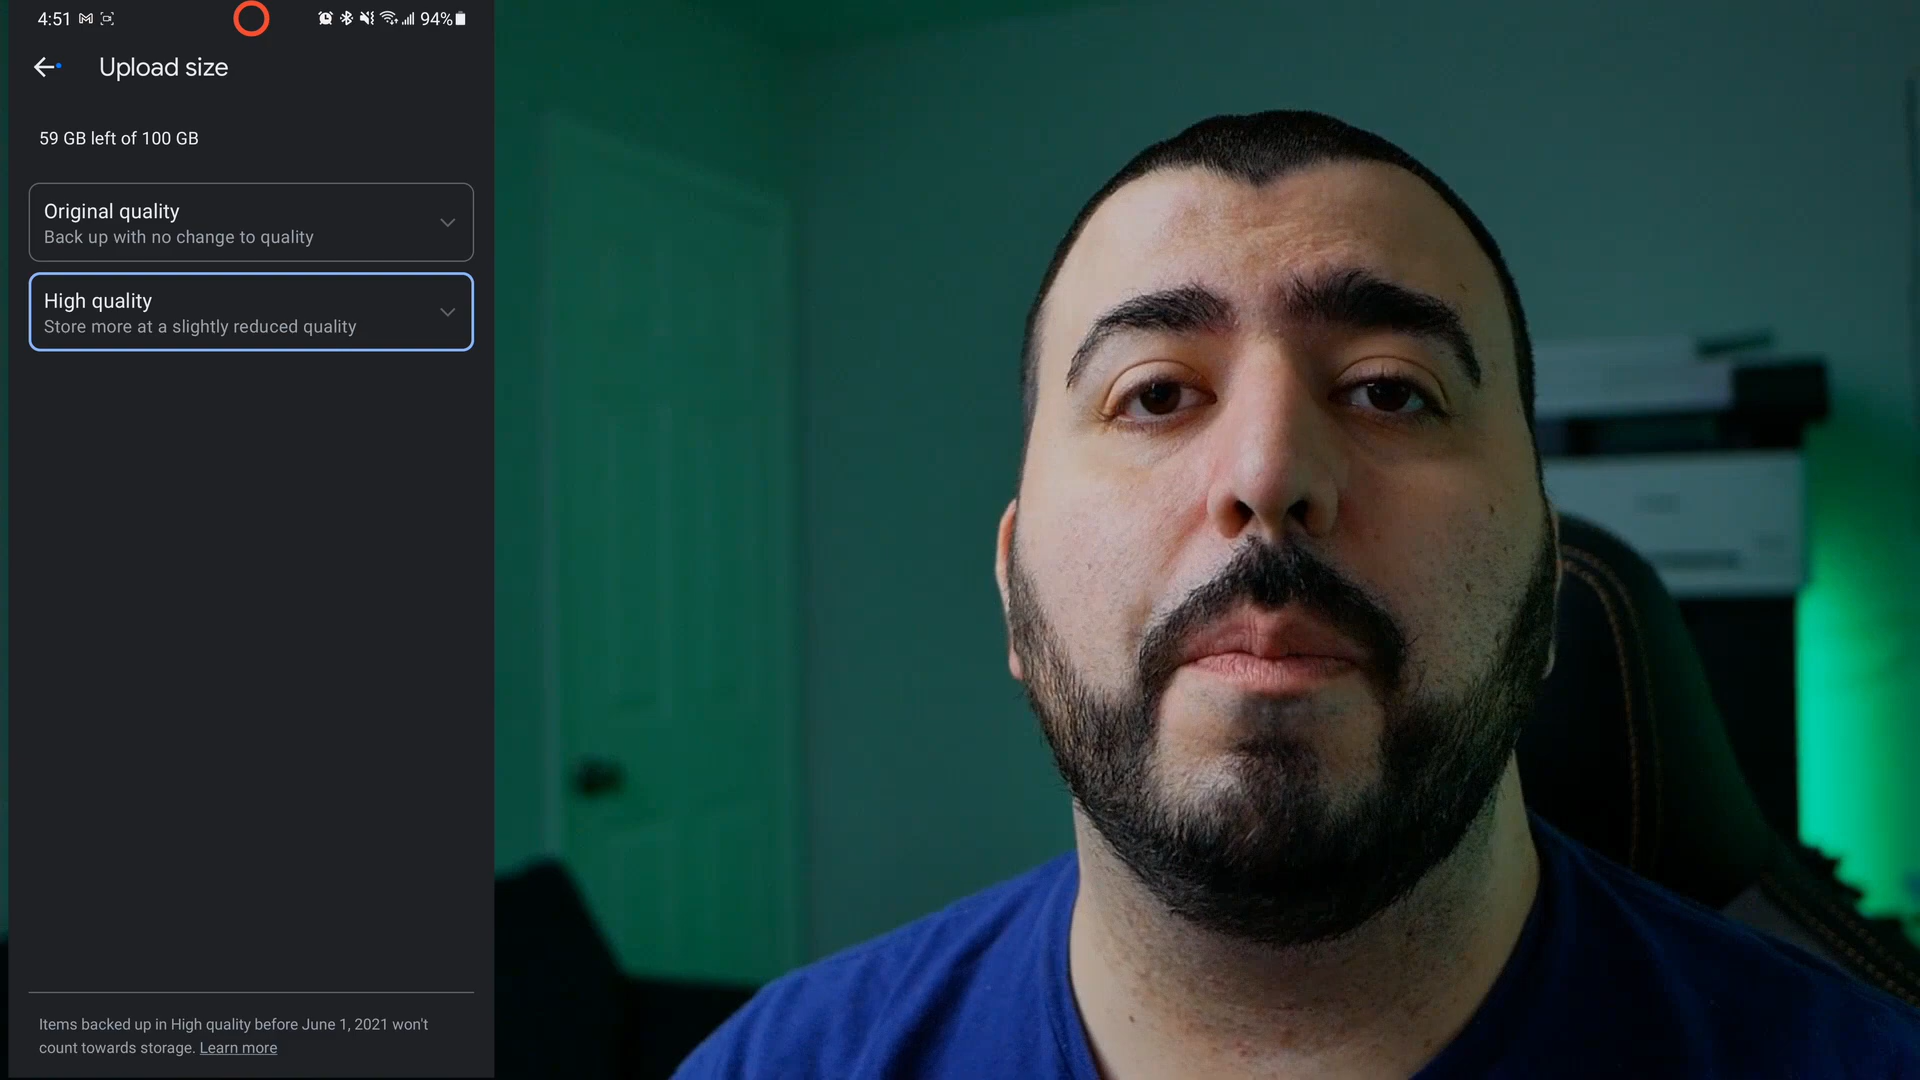 4:51 94%
Upload size
59 GB left of 100 GB
Original quality
Back up with no change to quality
High quality
Store more at a slightly reduced quality
Items backed up in High quality before June 1, 2021 won't
count towards storage. Learn more